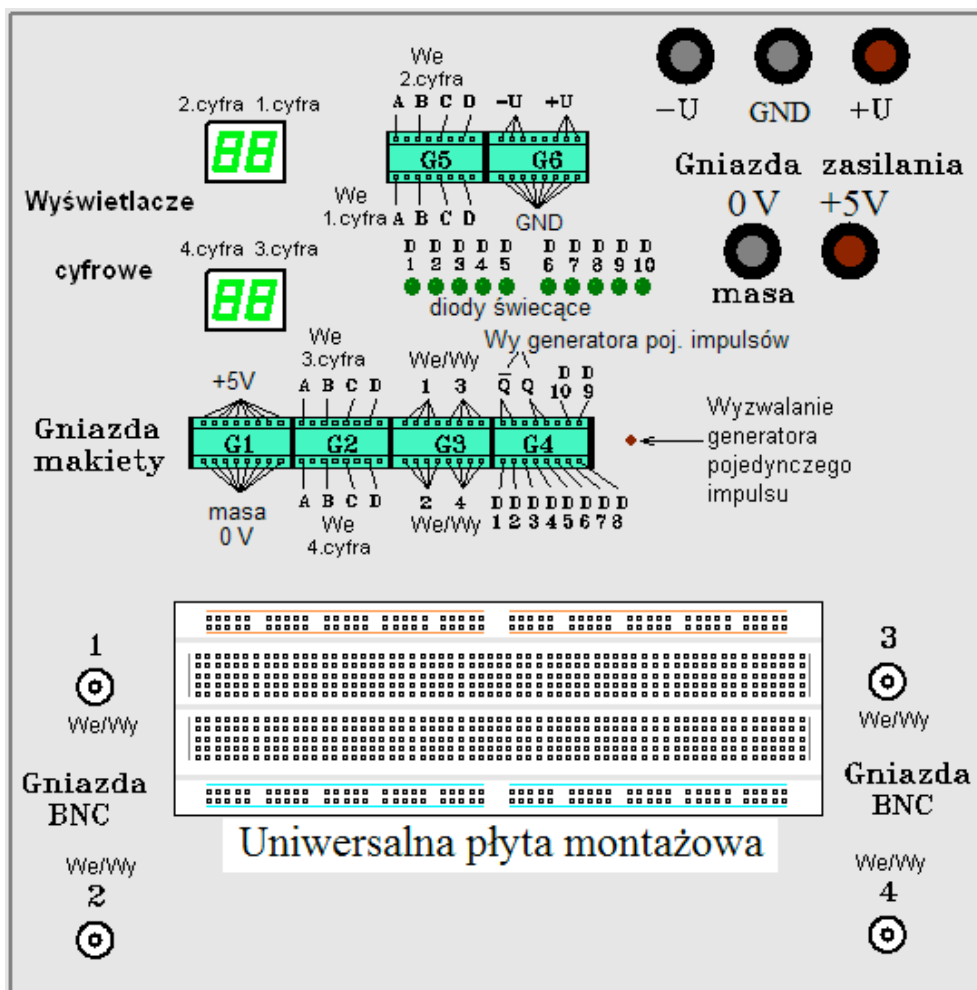 We
2.cyfra
A B C D -U +U
G5 G6
We
1.cyfra A B C D
GND
-U GND +U
Gniazda zasilania
0 V +5V
masa
2.cyfra 1.cyfra
88
Wyświetlacze
cyfrowe
4.cyfra 3.cyfra
88
D D D D D D D D D D
1 2 3 4 5 6 7 8 9 10
diody świecące
Wy generatora poj. impulsów
We
3.cyfra
We/Wy
+5V
A B C D 1 3 Q̅ Q D 10 D 9
Gniazda
makiety
G1 G2 G3 G4
masa
0 V
A B C D
We
4.cyfra
2 4
We/Wy
D D D D D D D D
1 2 3 4 5 6 7 8
Wyzwalanie
generatora
pojedynczego
impulsu
1
We/Wy
Gniazda
BNC
We/Wy
2
3
We/Wy
Gniazda
BNC
We/Wy
4
Uniwersalna płyta montażowa